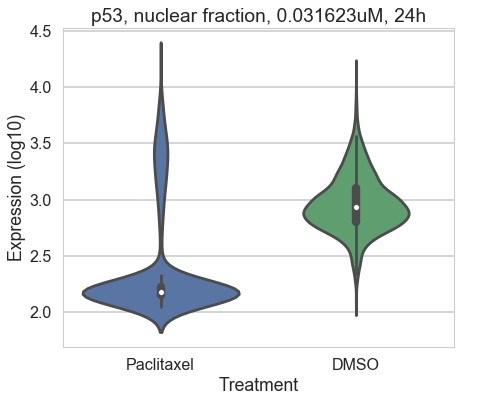 p53, nuclear fraction, 0.031623uM, 24h
Expression (log10)
4.5
4.0
3.5
3.0
2.5
2.0
Paclitaxel DMSO
Treatment